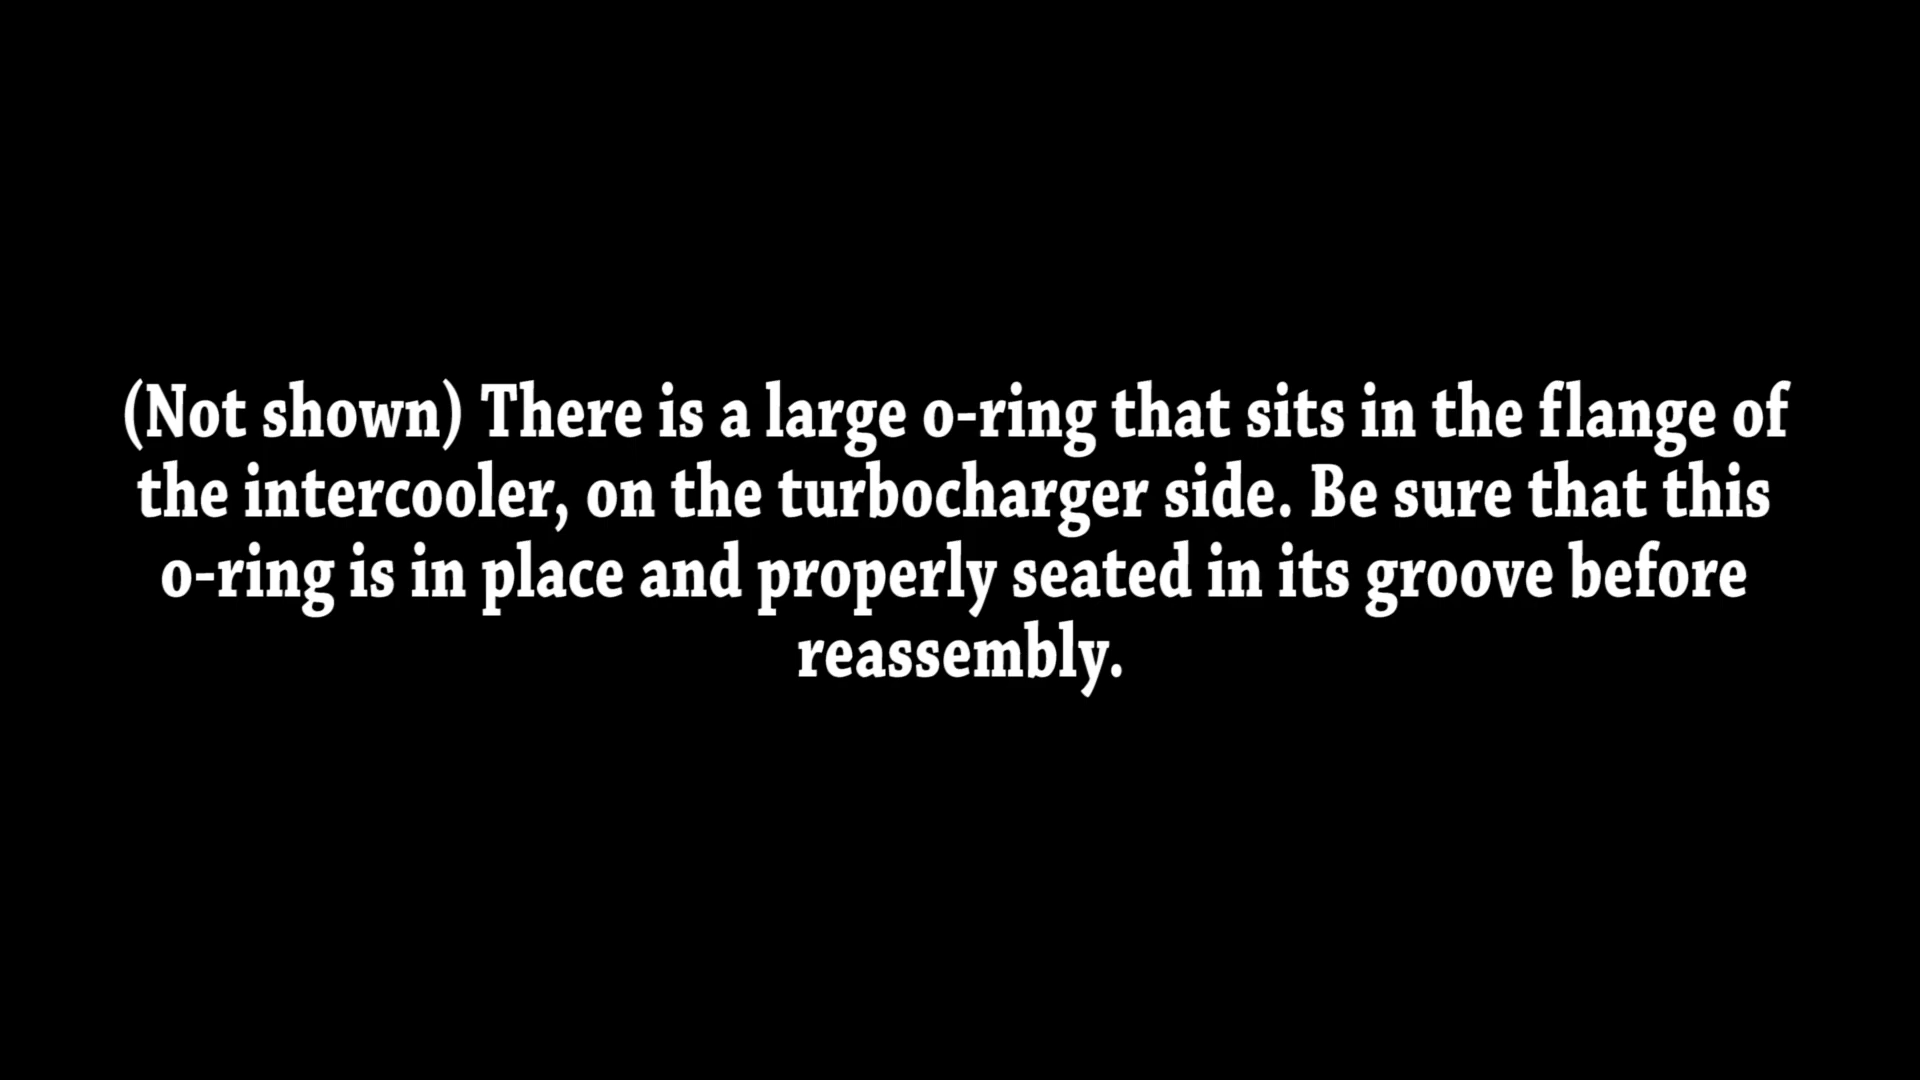 (Not shown) There is a large o-ring that sits in the flange of
the intercooler, on the turbocharger side. Be sure that this
o-ring is in place and properly seated in its groove before
reassembly.